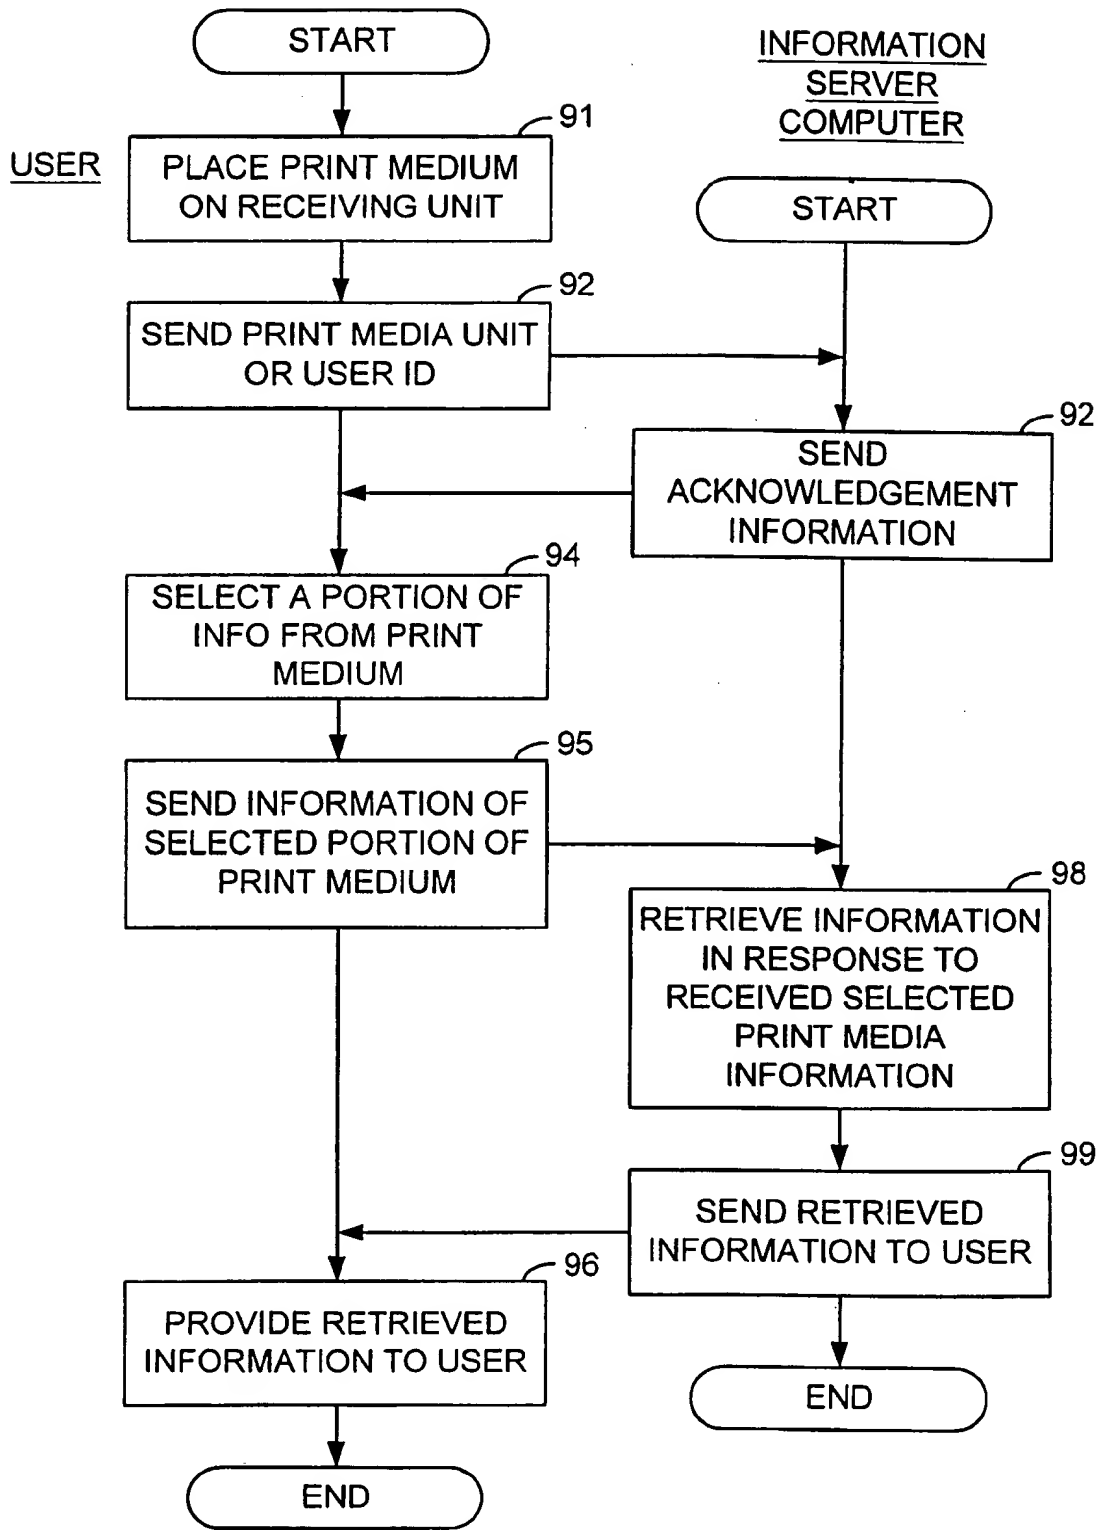 START
INFORMATION
SERVER
COMPUTER
USER
91
PLACE PRINT MEDIUM
ON RECEIVING UNIT
START
92
SEND PRINT MEDIA UNIT
OR USER ID
92
SEND
ACKNOWLEDGEMENT
INFORMATION
94
SELECT A PORTION OF
INFO FROM PRINT
MEDIUM
95
SEND INFORMATION OF
SELECTED PORTION OF
PRINT MEDIUM
98
RETRIEVE INFORMATION
IN RESPONSE TO
RECEIVED SELECTED
PRINT MEDIA
INFORMATION
99
SEND RETRIEVED
INFORMATION TO USER
96
PROVIDE RETRIEVED
INFORMATION TO USER
END
END